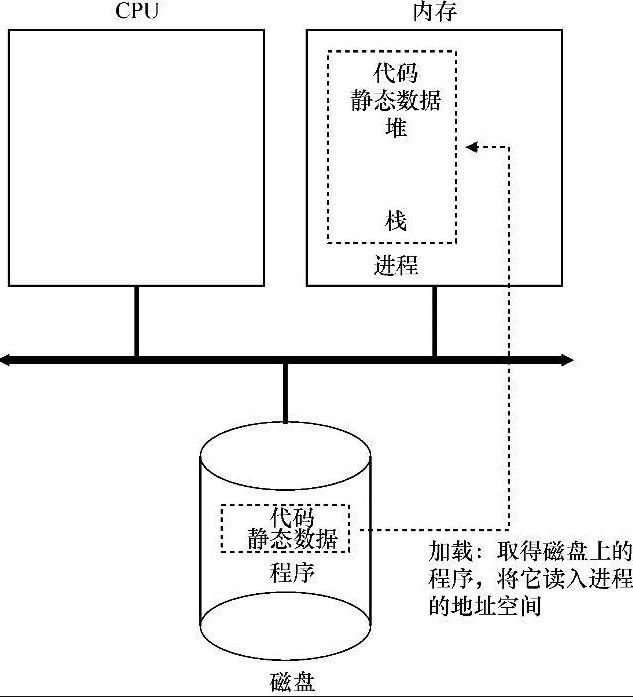 CPU
内存
代码
静态数据
堆
栈
进程
代码
静态数据
程序
加载：取得磁盘上的
程序，将它读入进程
的地址空间
磁盘